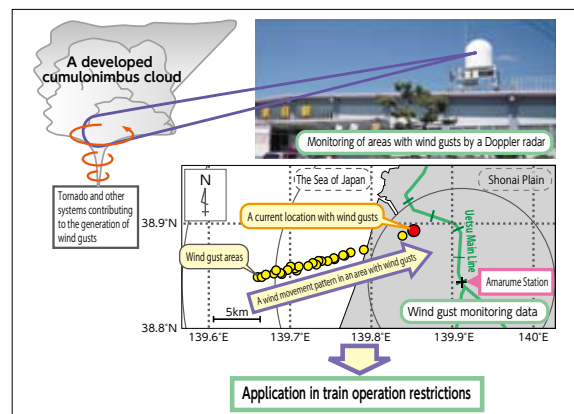 A developed
cumulonimbus cloud
Monitoring of areas with wind gusts by a Doppler radar
Tornado and other
systems contributing
to the generation of
wind gusts
N
The Sea of Japan
Shonai Plain
A current location with wind gusts
Uetsu Main Line
38.9°N
Wind gust areas
A wind movement pattern in an area with wind gusts
Amarume Station
5km
Wind gust monitoring data
38.8°N
139.6°E
139.7°E
139.8°E
139.9°E
140°E
Application in train operation restrictions